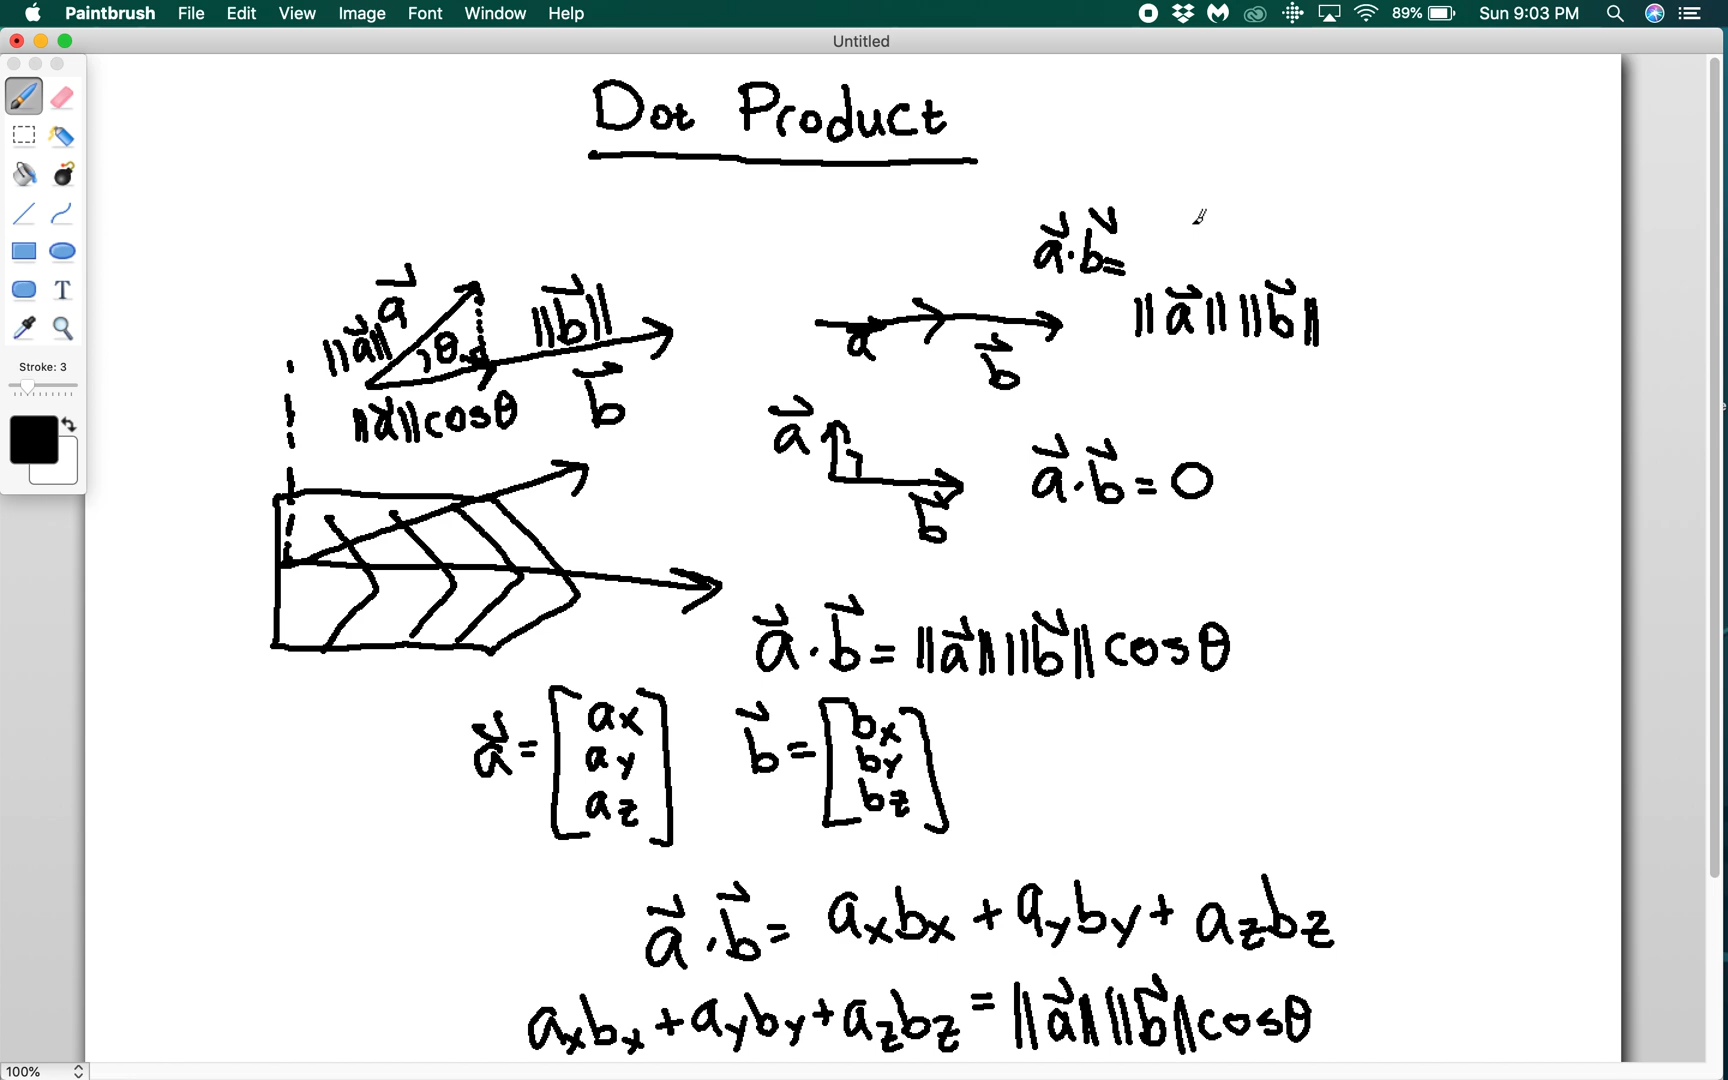 Paintbrush File Edit View Image Font Window Help 89% Sun 9:03 PM
Untitled
Dot Product
a⃗·b⃗=
‖a⃗‖ ‖b⃗‖
a⃗
‖a⃗‖
θ
‖b⃗‖
b⃗
‖a⃗‖cosθ
a
b⃗
Stroke: 3
a⃗
b⃗
a⃗·b⃗=0
a⃗·b⃗=‖a⃗‖‖b⃗‖cosθ
a⃗=[ax ay az]
b⃗=[bx by bz]
a⃗·b⃗= axbx+ayby+azbz
axbx+ayby+azbz=‖a⃗‖‖b⃗‖cosθ
100%